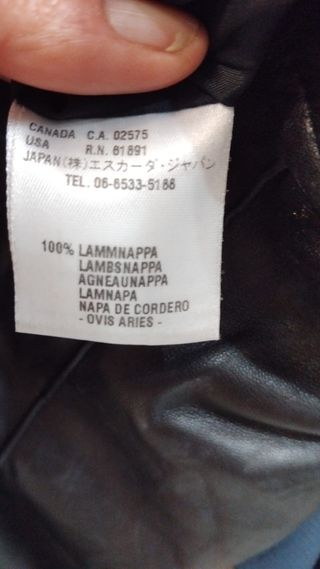 CANADA C.A. 02575
USA R.N. 61891
JAPAN (株)エスカーダ・ジャパン
TEL. 06-6533-5188
100% LAMMNAPPA
LAMBSNAPPA
AGNEAUNAPPA
LAMNAPA
NAPA DE CORDERO
- OVIS ARIES -